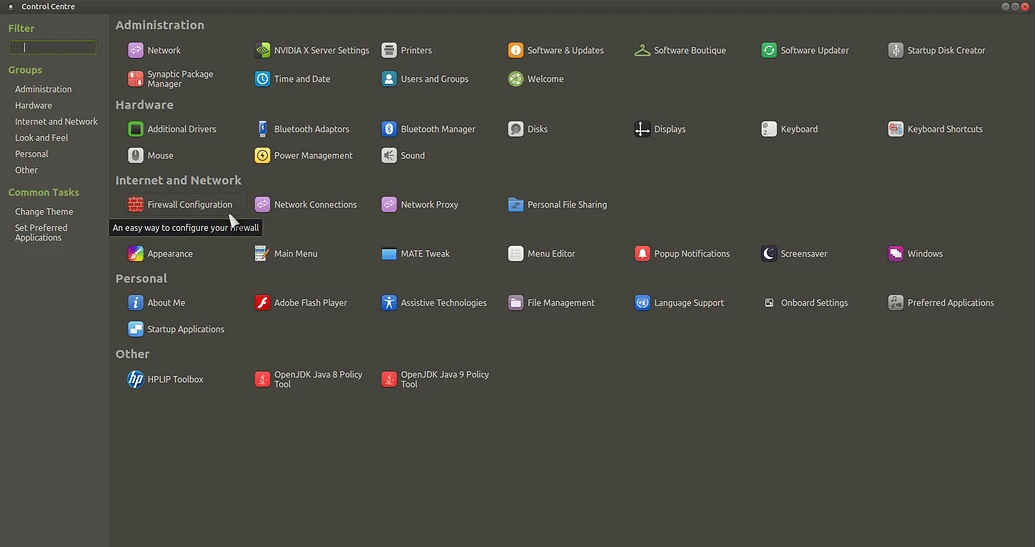 Control Centre
Filter
Groups
Administration
Hardware
Internet and Network
Look and Feel
Personal
Other
Common Tasks
Change Theme
Set Preferred
Applications
Administration
Network
NVIDIA X Server Settings
Printers
Software & Updates
Software Boutique
Software Updater
Startup Disk Creator
Synaptic Package
Manager
Time and Date
Users and Groups
Welcome
Hardware
Additional Drivers
Bluetooth Adaptors
Bluetooth Manager
Disks
Displays
Keyboard
Keyboard Shortcuts
Mouse
Power Management
Sound
Internet and Network
Firewall Configuration
Network Connections
Network Proxy
Personal File Sharing
An easy way to configure your firewall
Appearance
Main Menu
MATE Tweak
Menu Editor
Popup Notifications
Screensaver
Windows
Personal
About Me
Adobe Flash Player
Assistive Technologies
File Management
Language Support
Onboard Settings
Preferred Applications
Startup Applications
Other
hp
HPLIP Toolbox
OpenJDK Java 8 Policy
Tool
OpenJDK Java 9 Policy
Tool